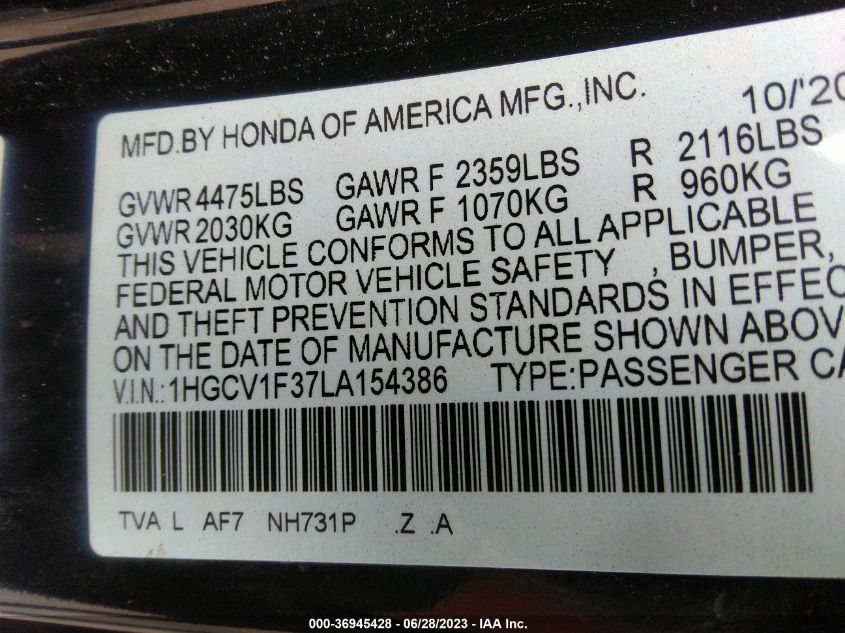 MFD.BY HONDA OF AMERICA MFG.,INC. 10/'20
GVWR 4475LBS GAWR F 2359LBS R 2116LBS
GVWR 2030KG GAWR F 1070KG R 960KG
THIS VEHICLE CONFORMS TO ALL APPLICABLE
FEDERAL MOTOR VEHICLE SAFETY , BUMPER,
AND THEFT PREVENTION STANDARDS IN EFFEC
ON THE DATE OF MANUFACTURE SHOWN ABOV
V.I.N.:1HGCV1F37LA154386 TYPE:PASSENGER CA
TVA L AF7 NH731P .Z .A
000-36945428 - 06/28/2023 - IAA Inc.